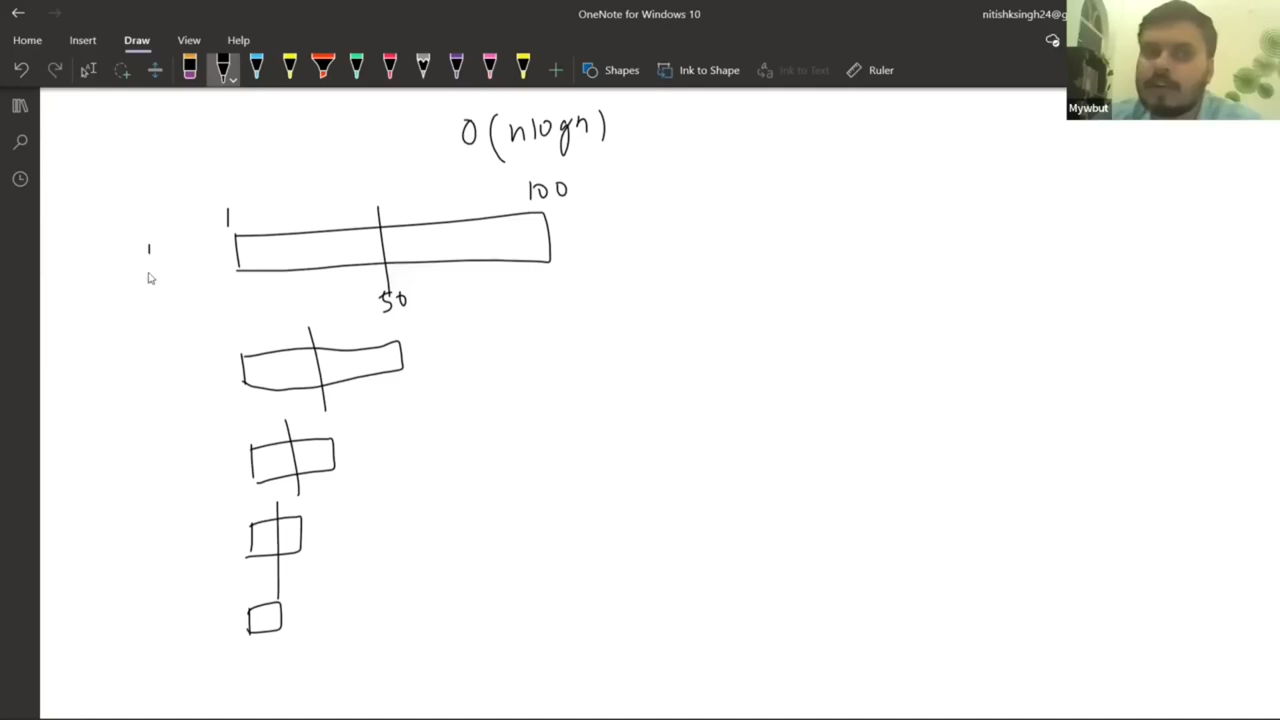 OneNote for Windows 10
nitishksingh24@g
Home Insert Draw View Help
Shapes Ink to Shape Ink to Text Ruler
Mywbut
O(nlogn)
1 100
1
50